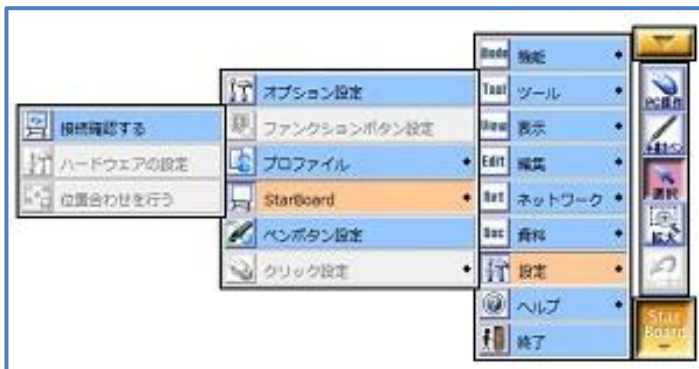 接続確認する
ハードウェアの設定
位置合わせを行う
オプション設定
ファンクションボタン設定
プロファイル
StarBoard
ペンボタン設定
クリック設定
Mode 機能
Tool ツール
View 表示
Edit 編集
Net ネットワーク
Doc 資料
設定
ヘルプ
終了
PC操作
選択
拡大
Star
Board